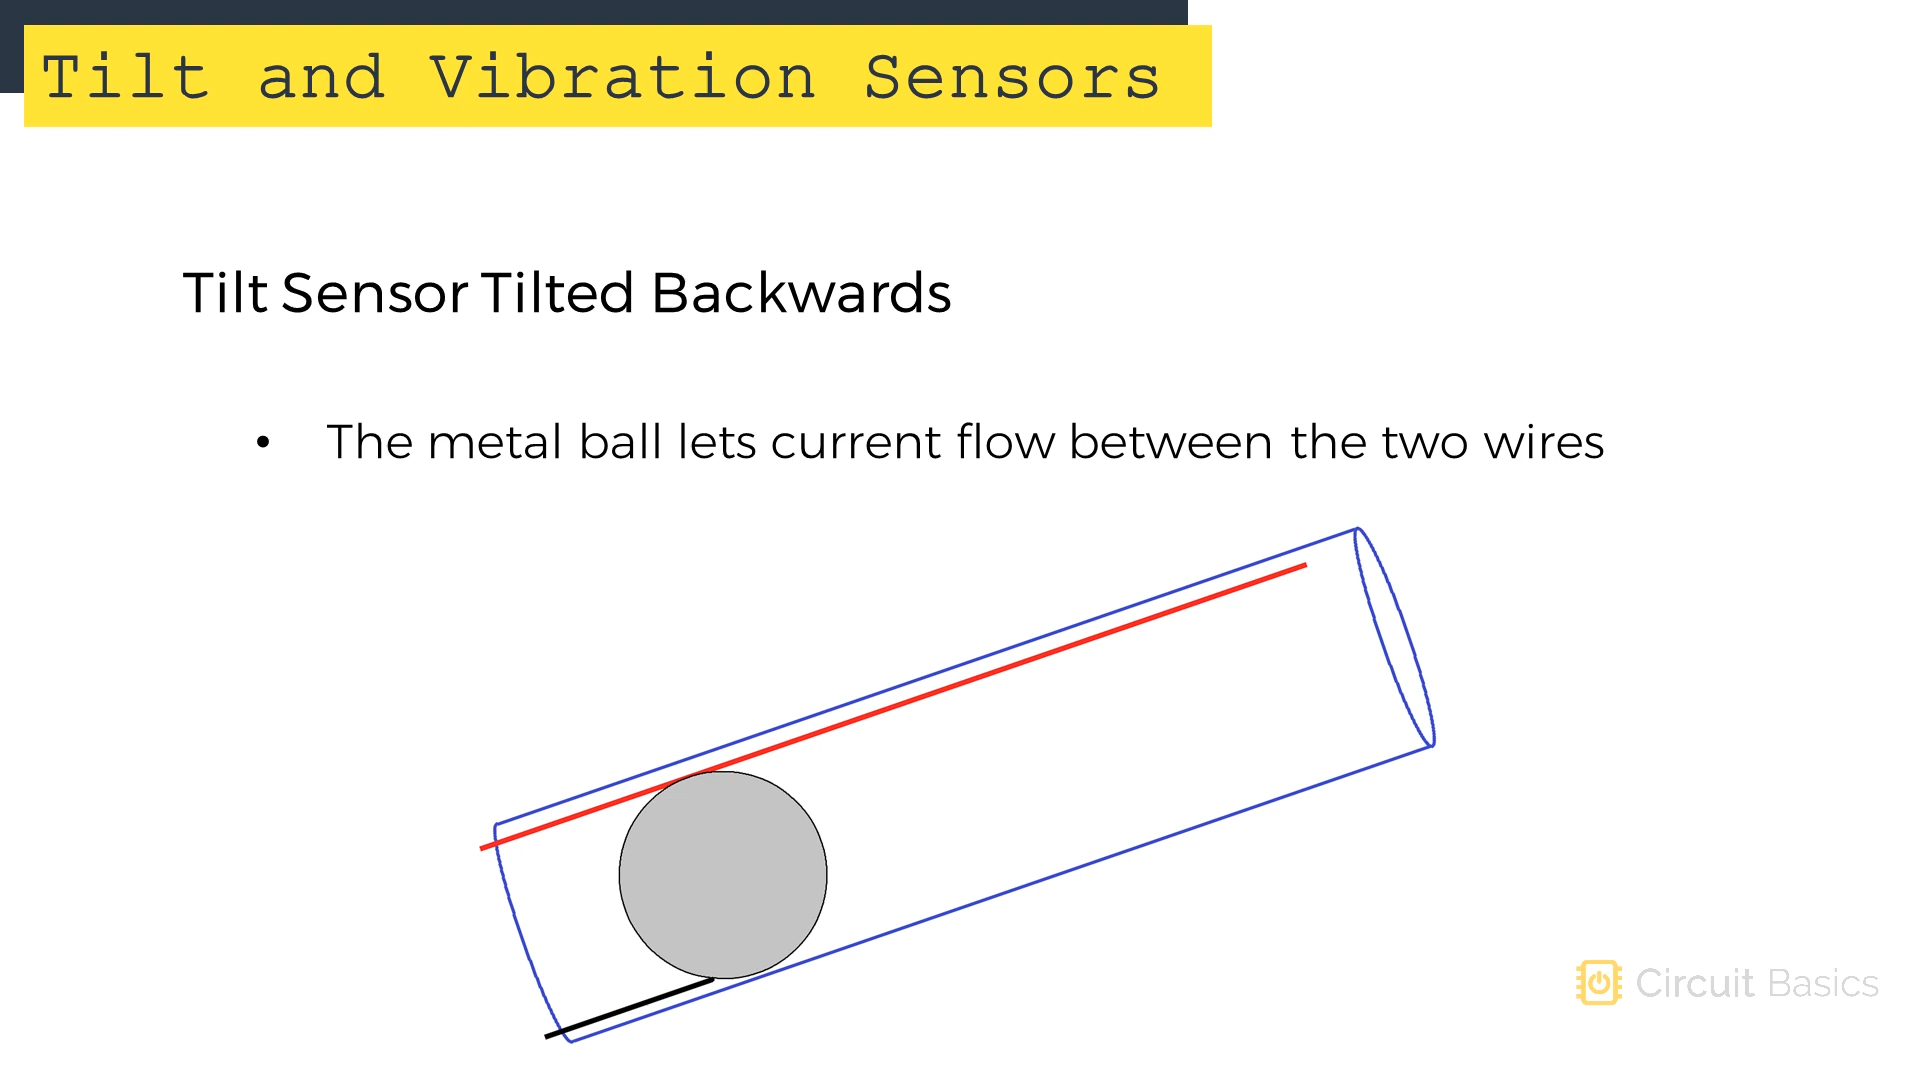 Tilt and Vibration Sensors
Tilt Sensor Tilted Backwards
• The metal ball lets current flow between the two wires
Circuit Basics